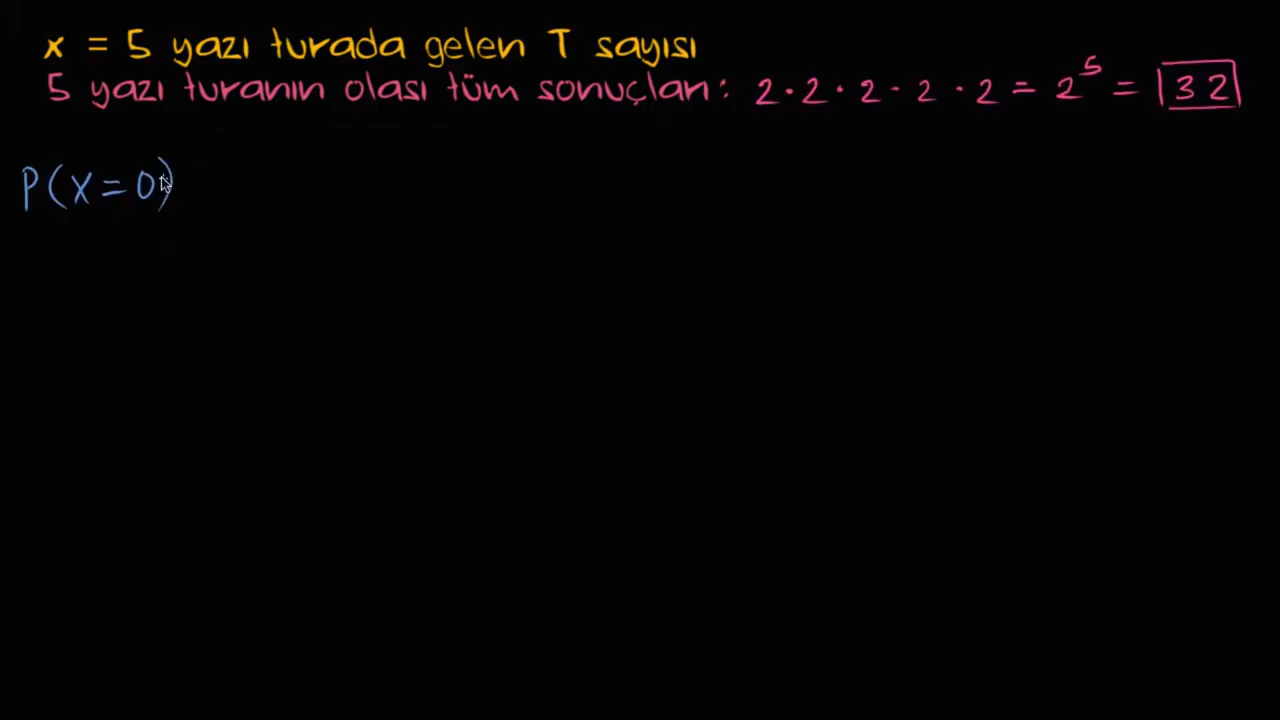 x = 5 yazı turada gelen T sayısı
5 yazı turanın olası tüm sonuçları: 2 · 2 · 2 · 2 · 2 = 2⁵ = 32
P(X=0)